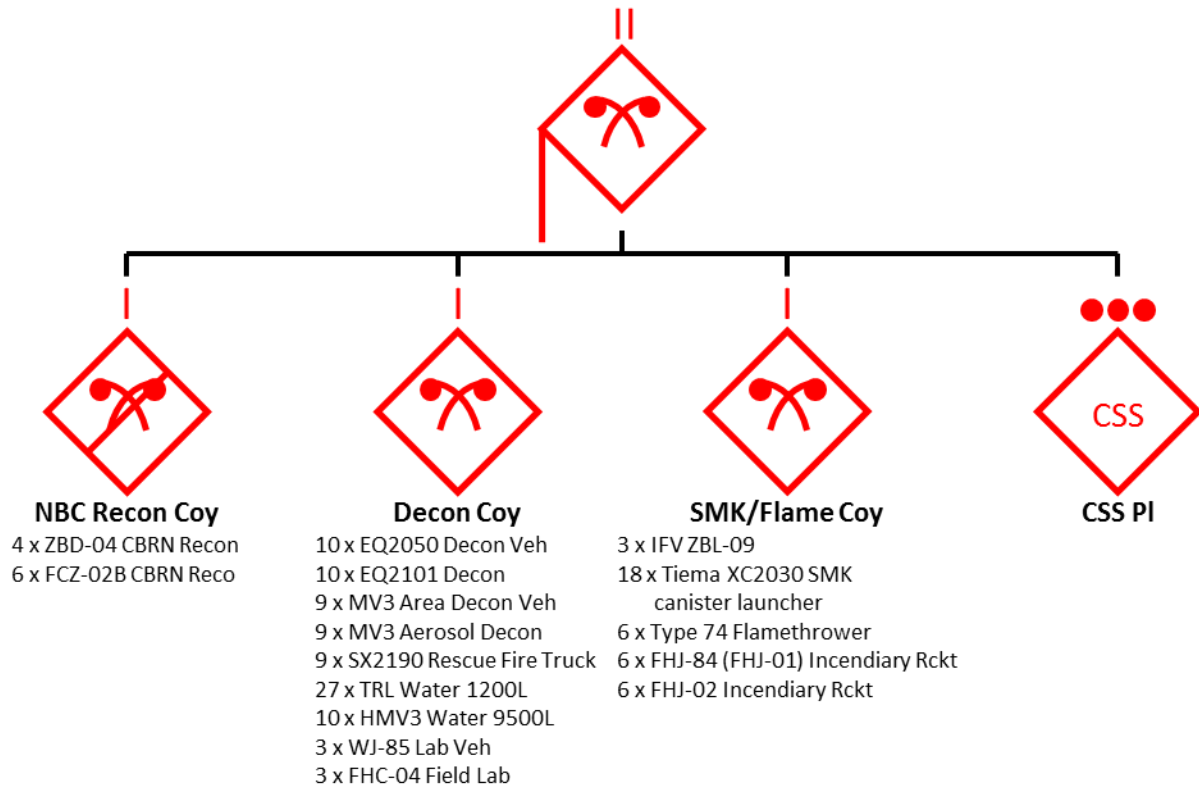 NBC Recon Coy
4 x ZBD-04 CBRN Recon
6 x FCZ-02B CBRN Reco
Decon Coy
10 x EQ2050 Decon Veh
10 x EQ2101 Decon
9 x MV3 Area Decon Veh
9 x MV3 Aerosol Decon
9 x SX2190 Rescue Fire Truck
27 x TRL Water 1200L
10 x HMV3 Water 9500L
3 x WJ-85 Lab Veh
3 x FHC-04 Field Lab
SMK/Flame Coy
3 x IFV ZBL-09
18 x Tiema XC2030 SMK
canister launcher
6 x Type 74 Flamethrower
6 x FHJ-84 (FHJ-01) Incendiary Rckt
6 x FHJ-02 Incendiary Rckt
CSS
CSS Pl